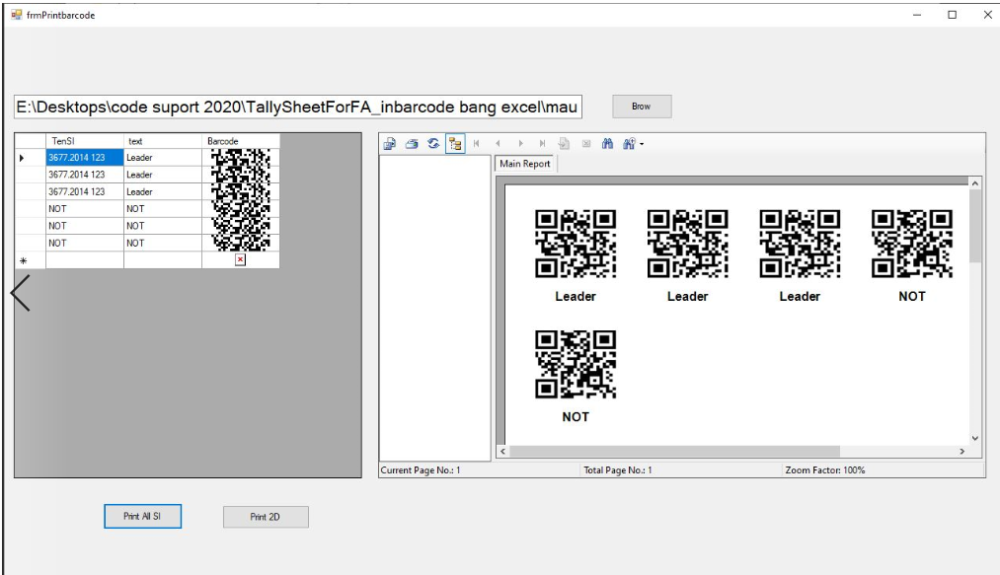 frmPrintbarcode
E:\Desktops\code suport 2020\TallySheetForFA_inbarcode bang excel\mau
Brow
TenSI text Barcode
3677.2014 123 Leader
3677.2014 123 Leader
3677.2014 123 Leader
NOT NOT
NOT NOT
NOT NOT
Main Report
Leader Leader Leader NOT
NOT
Current Page No.: 1 Total Page No.: 1 Zoom Factor: 100%
Print All SI Print 2D